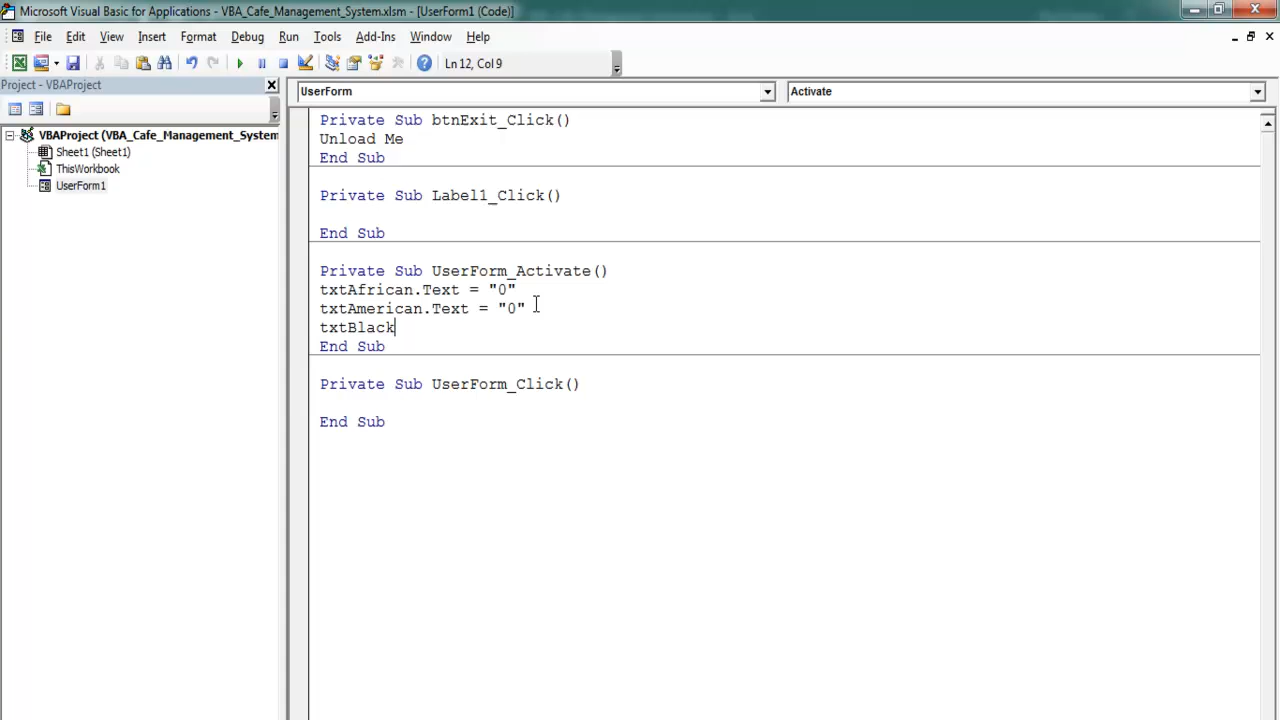 Microsoft Visual Basic for Applications - VBA_Cafe_Management_System.xlsm - [UserForm1 (Code)]
File Edit View Insert Format Debug Run Tools Add-Ins Window Help
Ln 12, Col 9
Project - VBAProject
UserForm Activate
VBAProject (VBA_Cafe_Management_System
Sheet1 (Sheet1)
ThisWorkbook
UserForm1
Private Sub btnExit_Click()
Unload Me
End Sub
Private Sub Label1_Click()
End Sub
Private Sub UserForm_Activate()
txtAfrican.Text = "0"
txtAmerican.Text = "0"
txtBlack
End Sub
Private Sub UserForm_Click()
End Sub